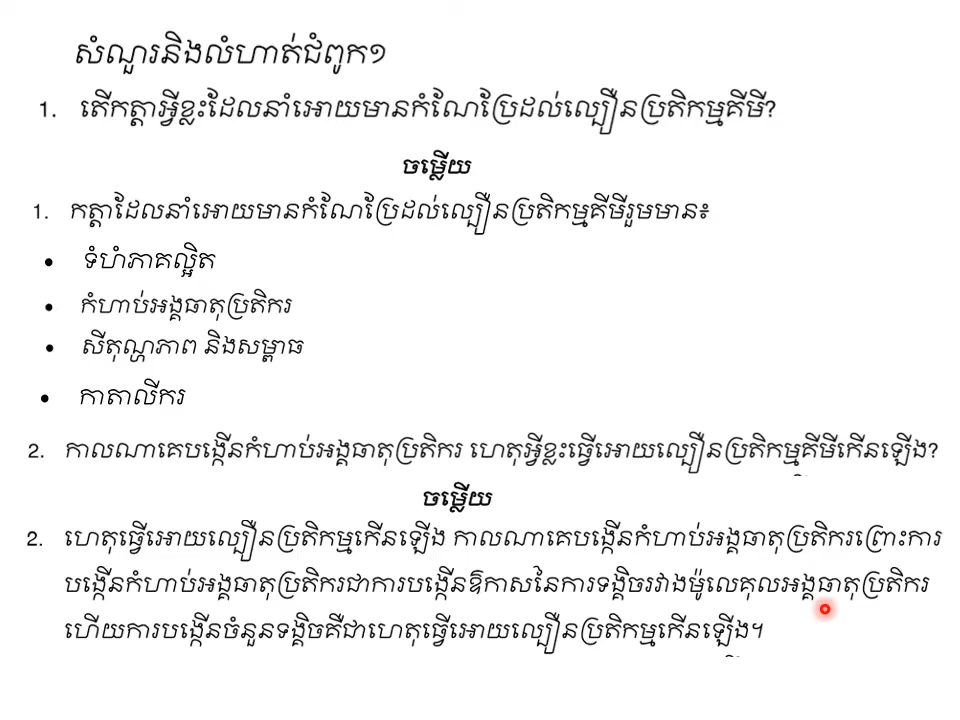 សំណួរនិងលំហាត់ជំពូក១
1. តើកត្តាអ្វីខ្លះដែលនាំអោយមានកំណែប្រែដល់ល្បឿនប្រតិកម្មគីមី?
ចម្លើយ
1. កត្តាដែលនាំអោយមានកំណែប្រែដល់ល្បឿនប្រតិកម្មគីមីរួមមាន៖
• ទំហំភាគល្អិត
• កំហាប់អង្គធាតុប្រតិករ
• សីតុណ្ហភាព និងសម្ពាធ
• កាតាលីករ
2. កាលណាគេបង្កើនកំហាប់អង្គធាតុប្រតិករ ហេតុអ្វីខ្លះធ្វើអោយល្បឿនប្រតិកម្មគីមីកើនឡើង?
ចម្លើយ
2. ហេតុធ្វើអោយល្បឿនប្រតិកម្មកើនឡើង កាលណាគេបង្កើនកំហាប់អង្គធាតុប្រតិករព្រោះការ
បង្កើនកំហាប់អង្គធាតុប្រតិករជាការបង្កើនឱកាសនៃការទង្គិចរវាងម៉ូលេគុលអង្គធាតុប្រតិករ
ហើយការបង្កើនចំនួនទង្គិចគឺជាហេតុធ្វើអោយល្បឿនប្រតិកម្មកើនឡើង។